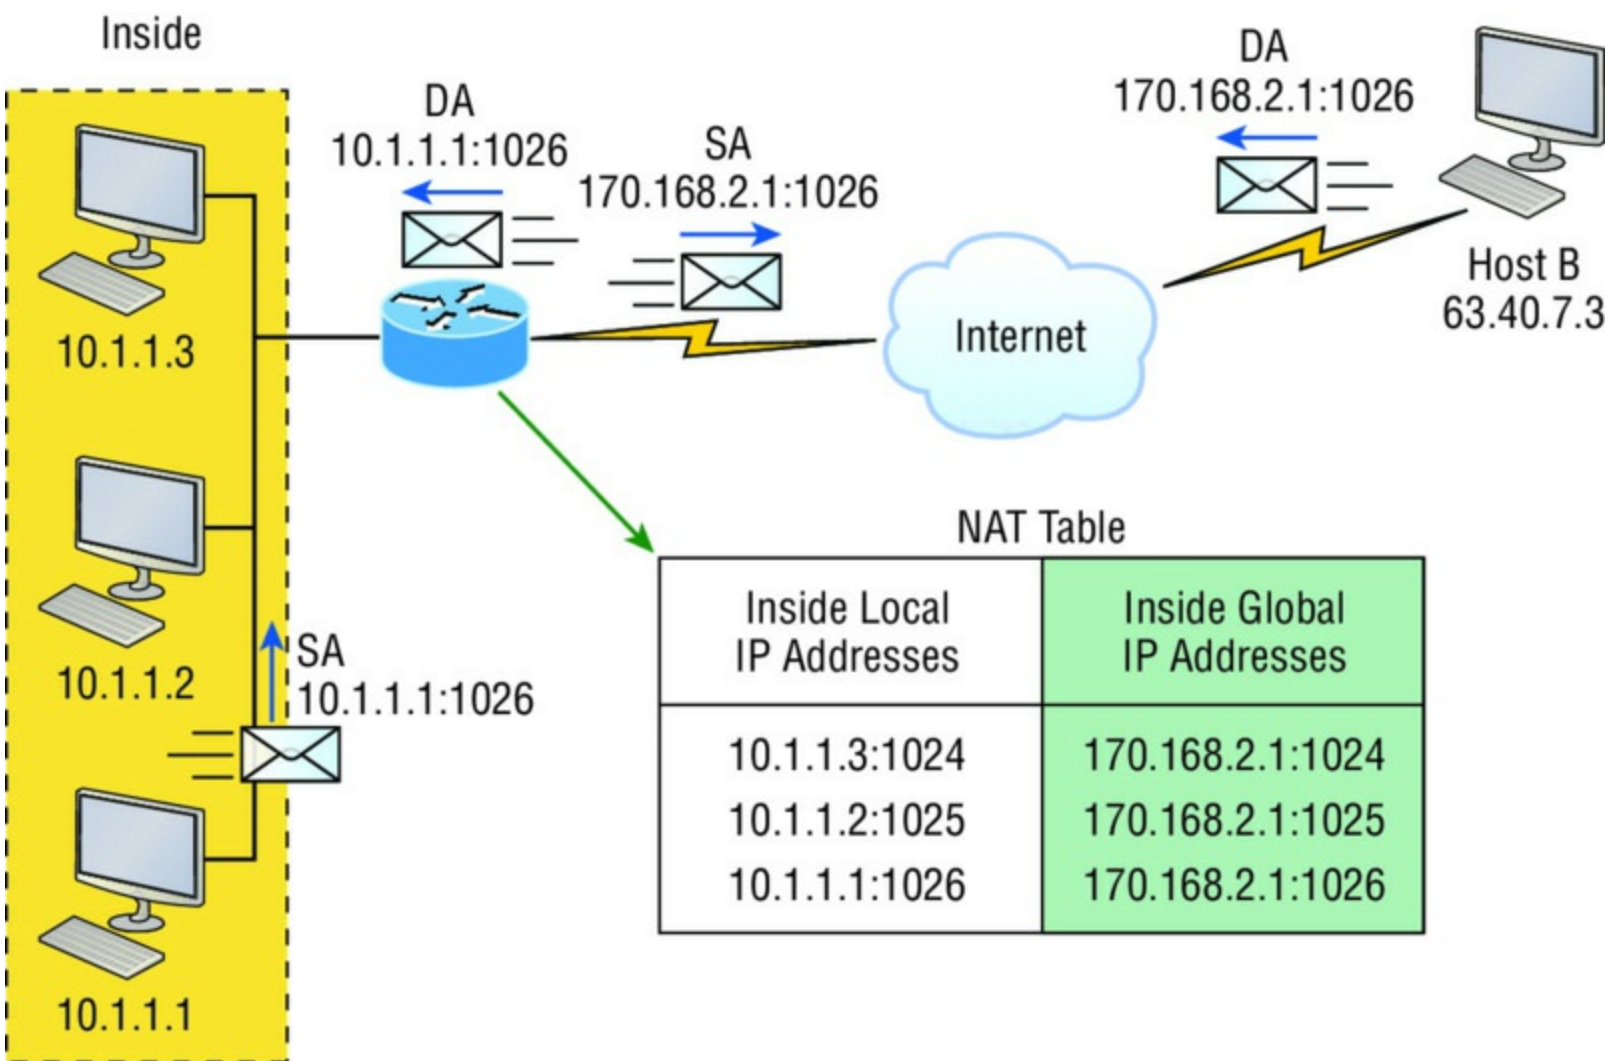 Inside
DA
10.1.1.1:1026
SA
170.168.2.1:1026
DA
170.168.2.1:1026
Host B
63.40.7.3
Internet
10.1.1.3
10.1.1.2
SA
10.1.1.1:1026
10.1.1.1
NAT Table
Inside Local
IP Addresses
Inside Global
IP Addresses
10.1.1.3:1024
170.168.2.1:1024
10.1.1.2:1025
170.168.2.1:1025
10.1.1.1:1026
170.168.2.1:1026